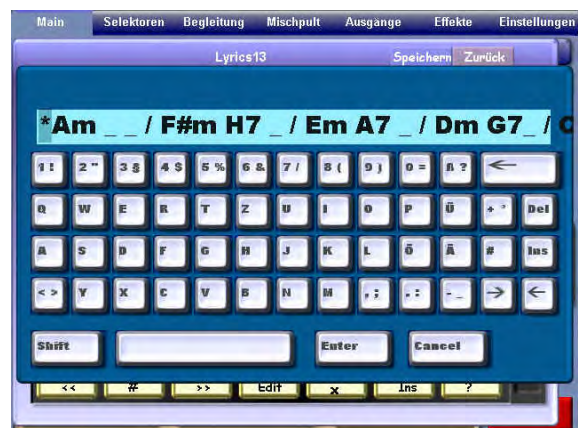 Main Selektoren Begleitung Mischpult Ausgänge Effekte Einstellungen
Lyrics13 Speichern Zurück
*Am _ _ / F#m H7 _ / Em A7 _ / Dm G7_ / C
1 ! 2 " 3 § 4 $ 5 % 6 & 7 / 8 ( 9 ) 0 = ß ? ←
Q W E R T Z U I O P Ü + * Del
A S D F G H J K L Ö Ä # Ins
< > Y X C V B N M , ; . : - _ → ←
Shift Enter Cancel
<< # >> Edit x Ins ?